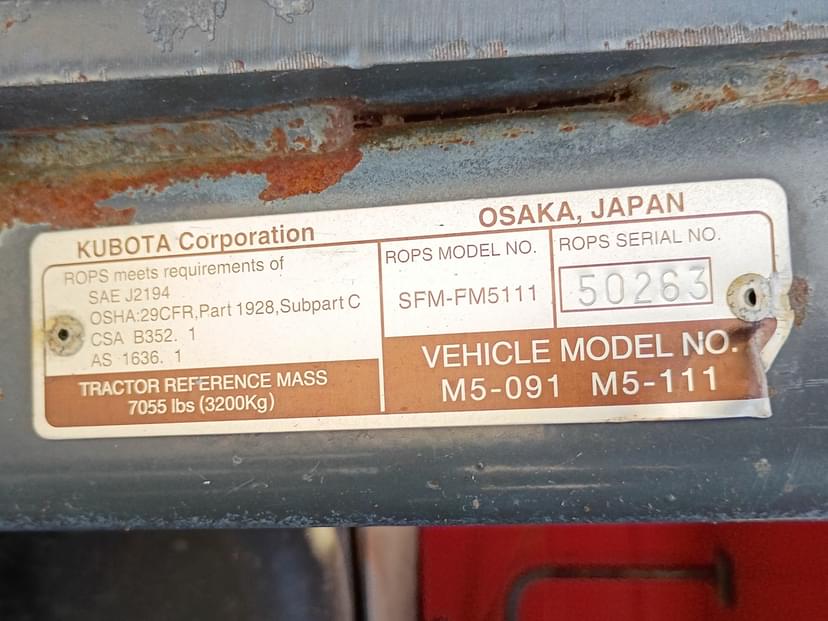 KUBOTA Corporation
OSAKA, JAPAN
ROPS meets requirements of
SAE J2194
OSHA:29CFR,Part 1928,Subpart C
CSA B352. 1
AS 1636. 1
TRACTOR REFERENCE MASS
7055 lbs (3200Kg)
ROPS MODEL NO.
SFM-FM5111
ROPS SERIAL NO.
50263
VEHICLE MODEL NO.
M5-091 M5-111